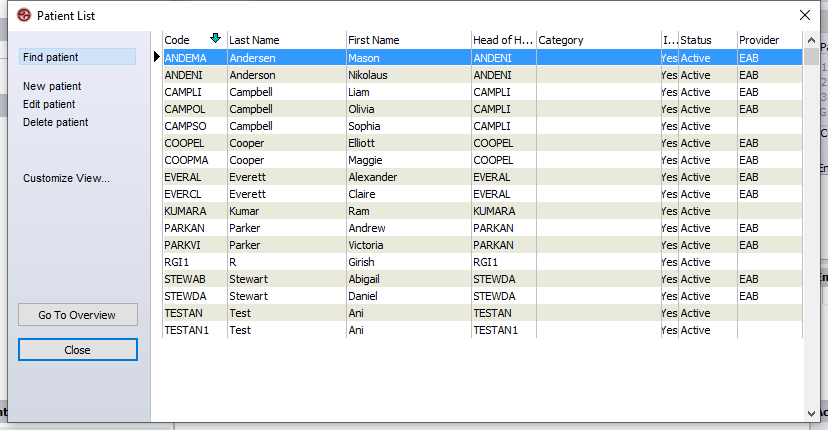 Patient List
Find patient
New patient
Edit patient
Delete patient
Customize View...
Go To Overview
Close
Code Last Name First Name Head of H... Category I... Status Provider
ANDEMA Andersen Mason ANDENI Yes Active EAB
ANDENI Anderson Nikolaus ANDENI Yes Active EAB
CAMPLI Campbell Liam CAMPLI Yes Active EAB
CAMPOL Campbell Olivia CAMPLI Yes Active EAB
CAMPSO Campbell Sophia CAMPLI Yes Active
COOPEL Cooper Elliott COOPEL Yes Active EAB
COOPMA Cooper Maggie COOPEL Yes Active EAB
EVERAL Everett Alexander EVERAL Yes Active EAB
EVERCL Everett Claire EVERAL Yes Active EAB
KUMARA Kumar Ram KUMARA Yes Active
PARKAN Parker Andrew PARKAN Yes Active EAB
PARKVI Parker Victoria PARKAN Yes Active EAB
RGI1 R Girish RGI1 Yes Active
STEWAB Stewart Abigail STEWDA Yes Active EAB
STEWDA Stewart Daniel STEWDA Yes Active EAB
TESTAN Test Ani TESTAN Yes Active
TESTAN1 Test Ani TESTAN1 Yes Active